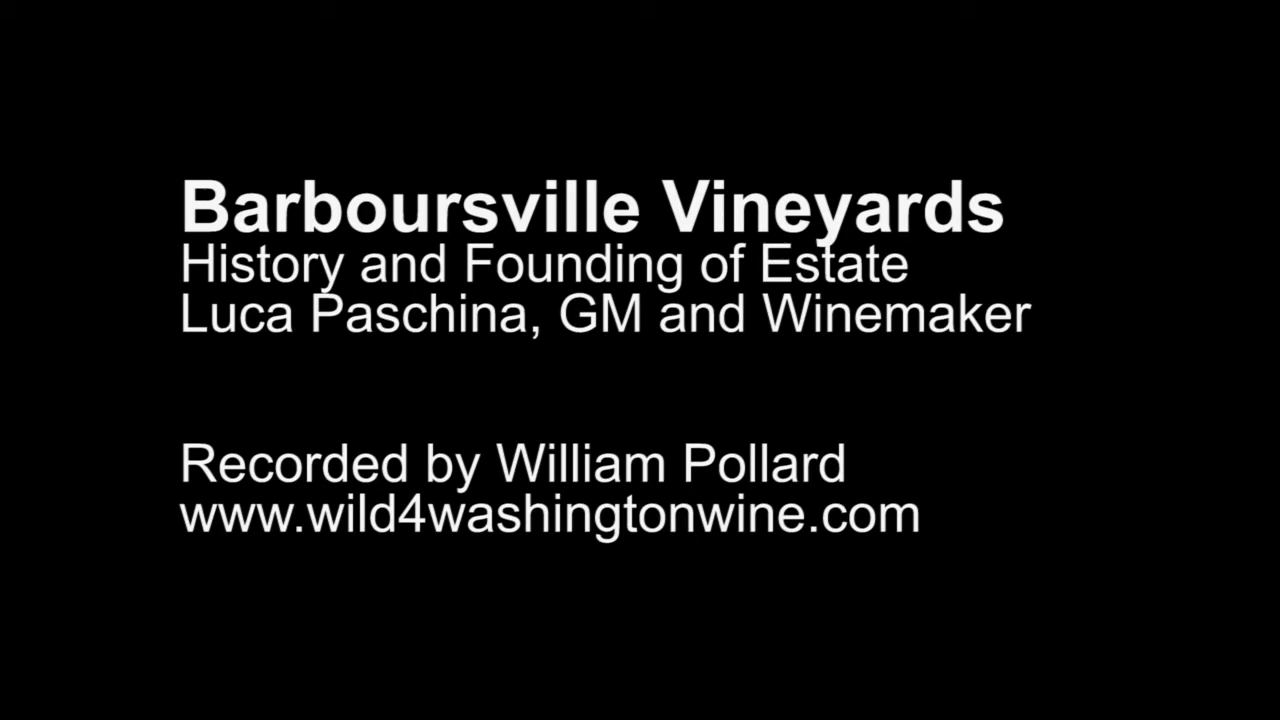 Barboursville Vineyards
History and Founding of Estate
Luca Paschina, GM and Winemaker
Recorded by William Pollard
www.wild4washingtonwine.com